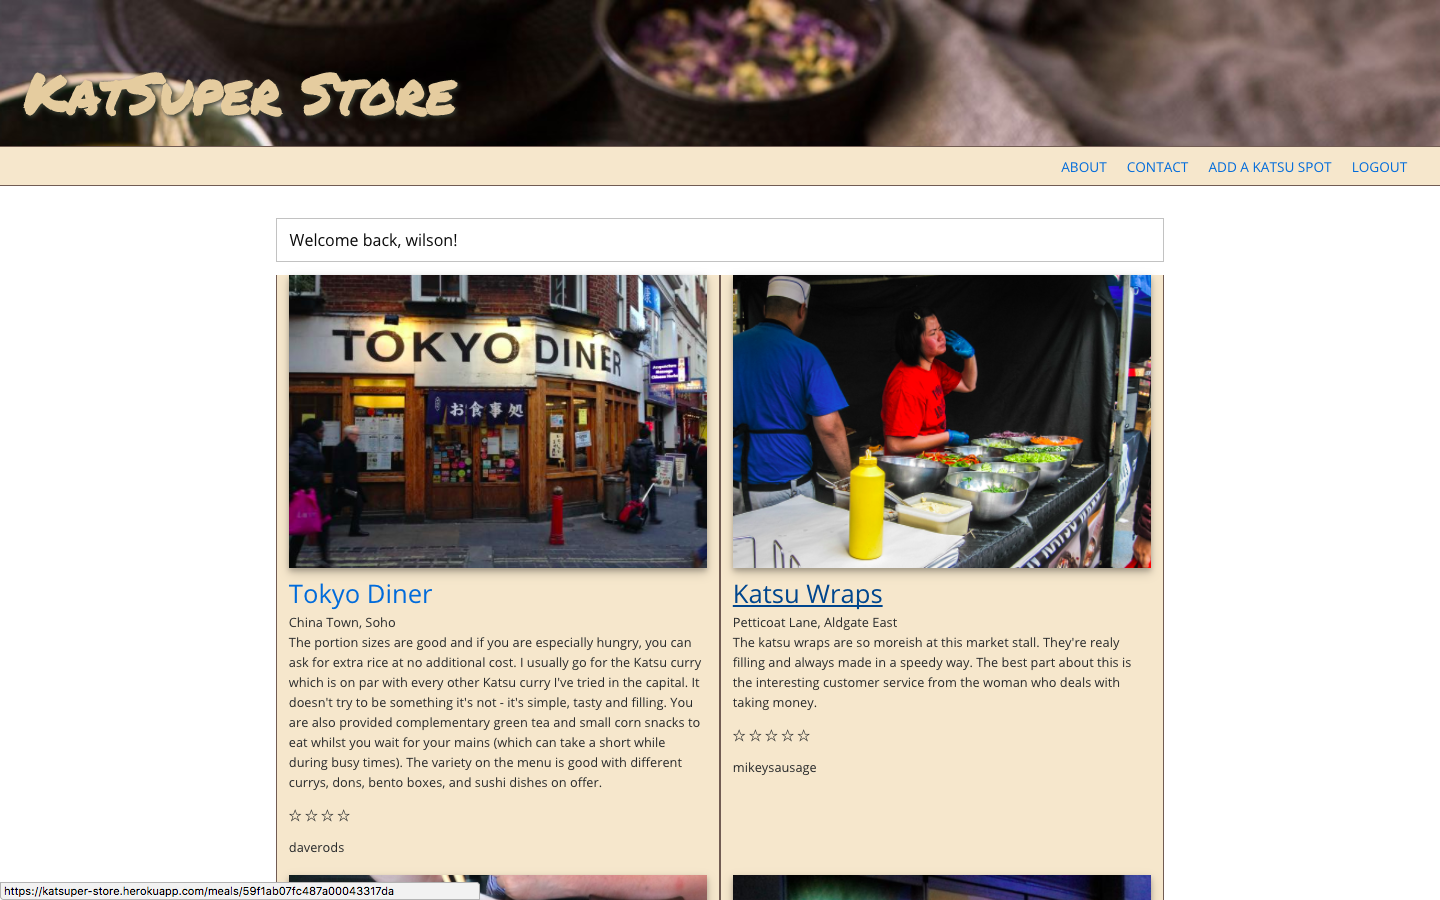 KatSuper Store
ABOUT CONTACT ADD A KATSU SPOT LOGOUT
Welcome back, wilson!
TOKYO DINER
お食事処
Tokyo Diner
China Town, Soho
The portion sizes are good and if you are especially hungry, you can
ask for extra rice at no additional cost. I usually go for the Katsu curry
which is on par with every other Katsu curry I've tried in the capital. It
doesn't try to be something it's not - it's simple, tasty and filling. You
are also provided complementary green tea and small corn snacks to
eat whilst you wait for your mains (which can take a short while
during busy times). The variety on the menu is good with different
currys, dons, bento boxes, and sushi dishes on offer.
☆☆☆☆
daverods
KATSU WRAP
Katsu Wraps
Petticoat Lane, Aldgate East
The katsu wraps are so moreish at this market stall. They're realy
filling and always made in a speedy way. The best part about this is
the interesting customer service from the woman who deals with
taking money.
☆☆☆☆☆
mikeysausage
https://katsuper-store.herokuapp.com/meals/59f1ab07fc487a00043317da